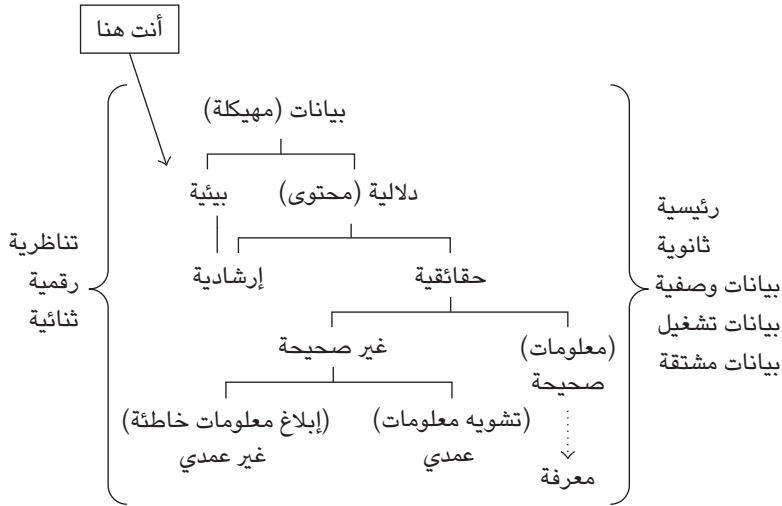 أنت هنا
بيانات (مهيكلة)
دلالية (محتوى)
بيئية
حقائقية
إرشادية
(معلومات)
صحيحة
غير صحيحة
(تشويه معلومات)
عمدي
(إبلاغ معلومات خاطئة)
غير عمدي
معرفة
رئيسية
ثانوية
بيانات وصفية
بيانات تشغيل
بيانات مشتقة
تناظرية
رقمية
ثنائية